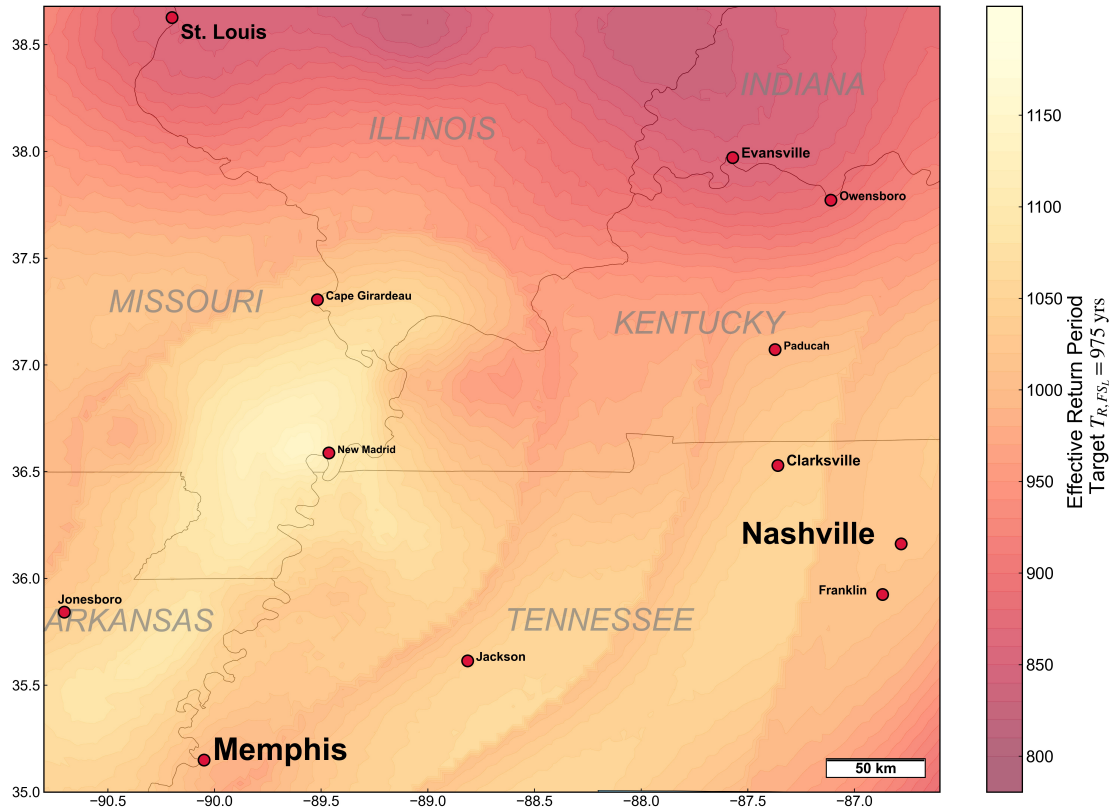 St. Louis
INDIANA
ILLINOIS
Evansville
Owensboro
MISSOURI
Cape Girardeau
KENTUCKY
Paducah
New Madrid
Clarksville
Nashville
Franklin
Jonesboro
ARKANSAS
TENNESSEE
Jackson
Memphis
50 km
38.5
38.0
37.5
37.0
36.5
36.0
35.5
35.0
−90.5
−90.0
−89.5
−89.0
−88.5
−88.0
−87.5
−87.0
1150
1100
1050
1000
950
900
850
800
Effective Return Period
Target T_{R,FS_L} = 975 yrs